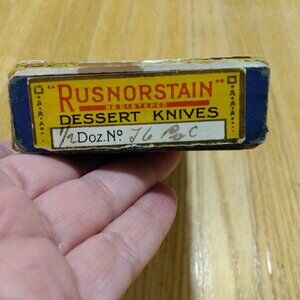 "RUSNORSTAIN"
REGISTERED
DESSERT KNIVES
1/2 Doz. No